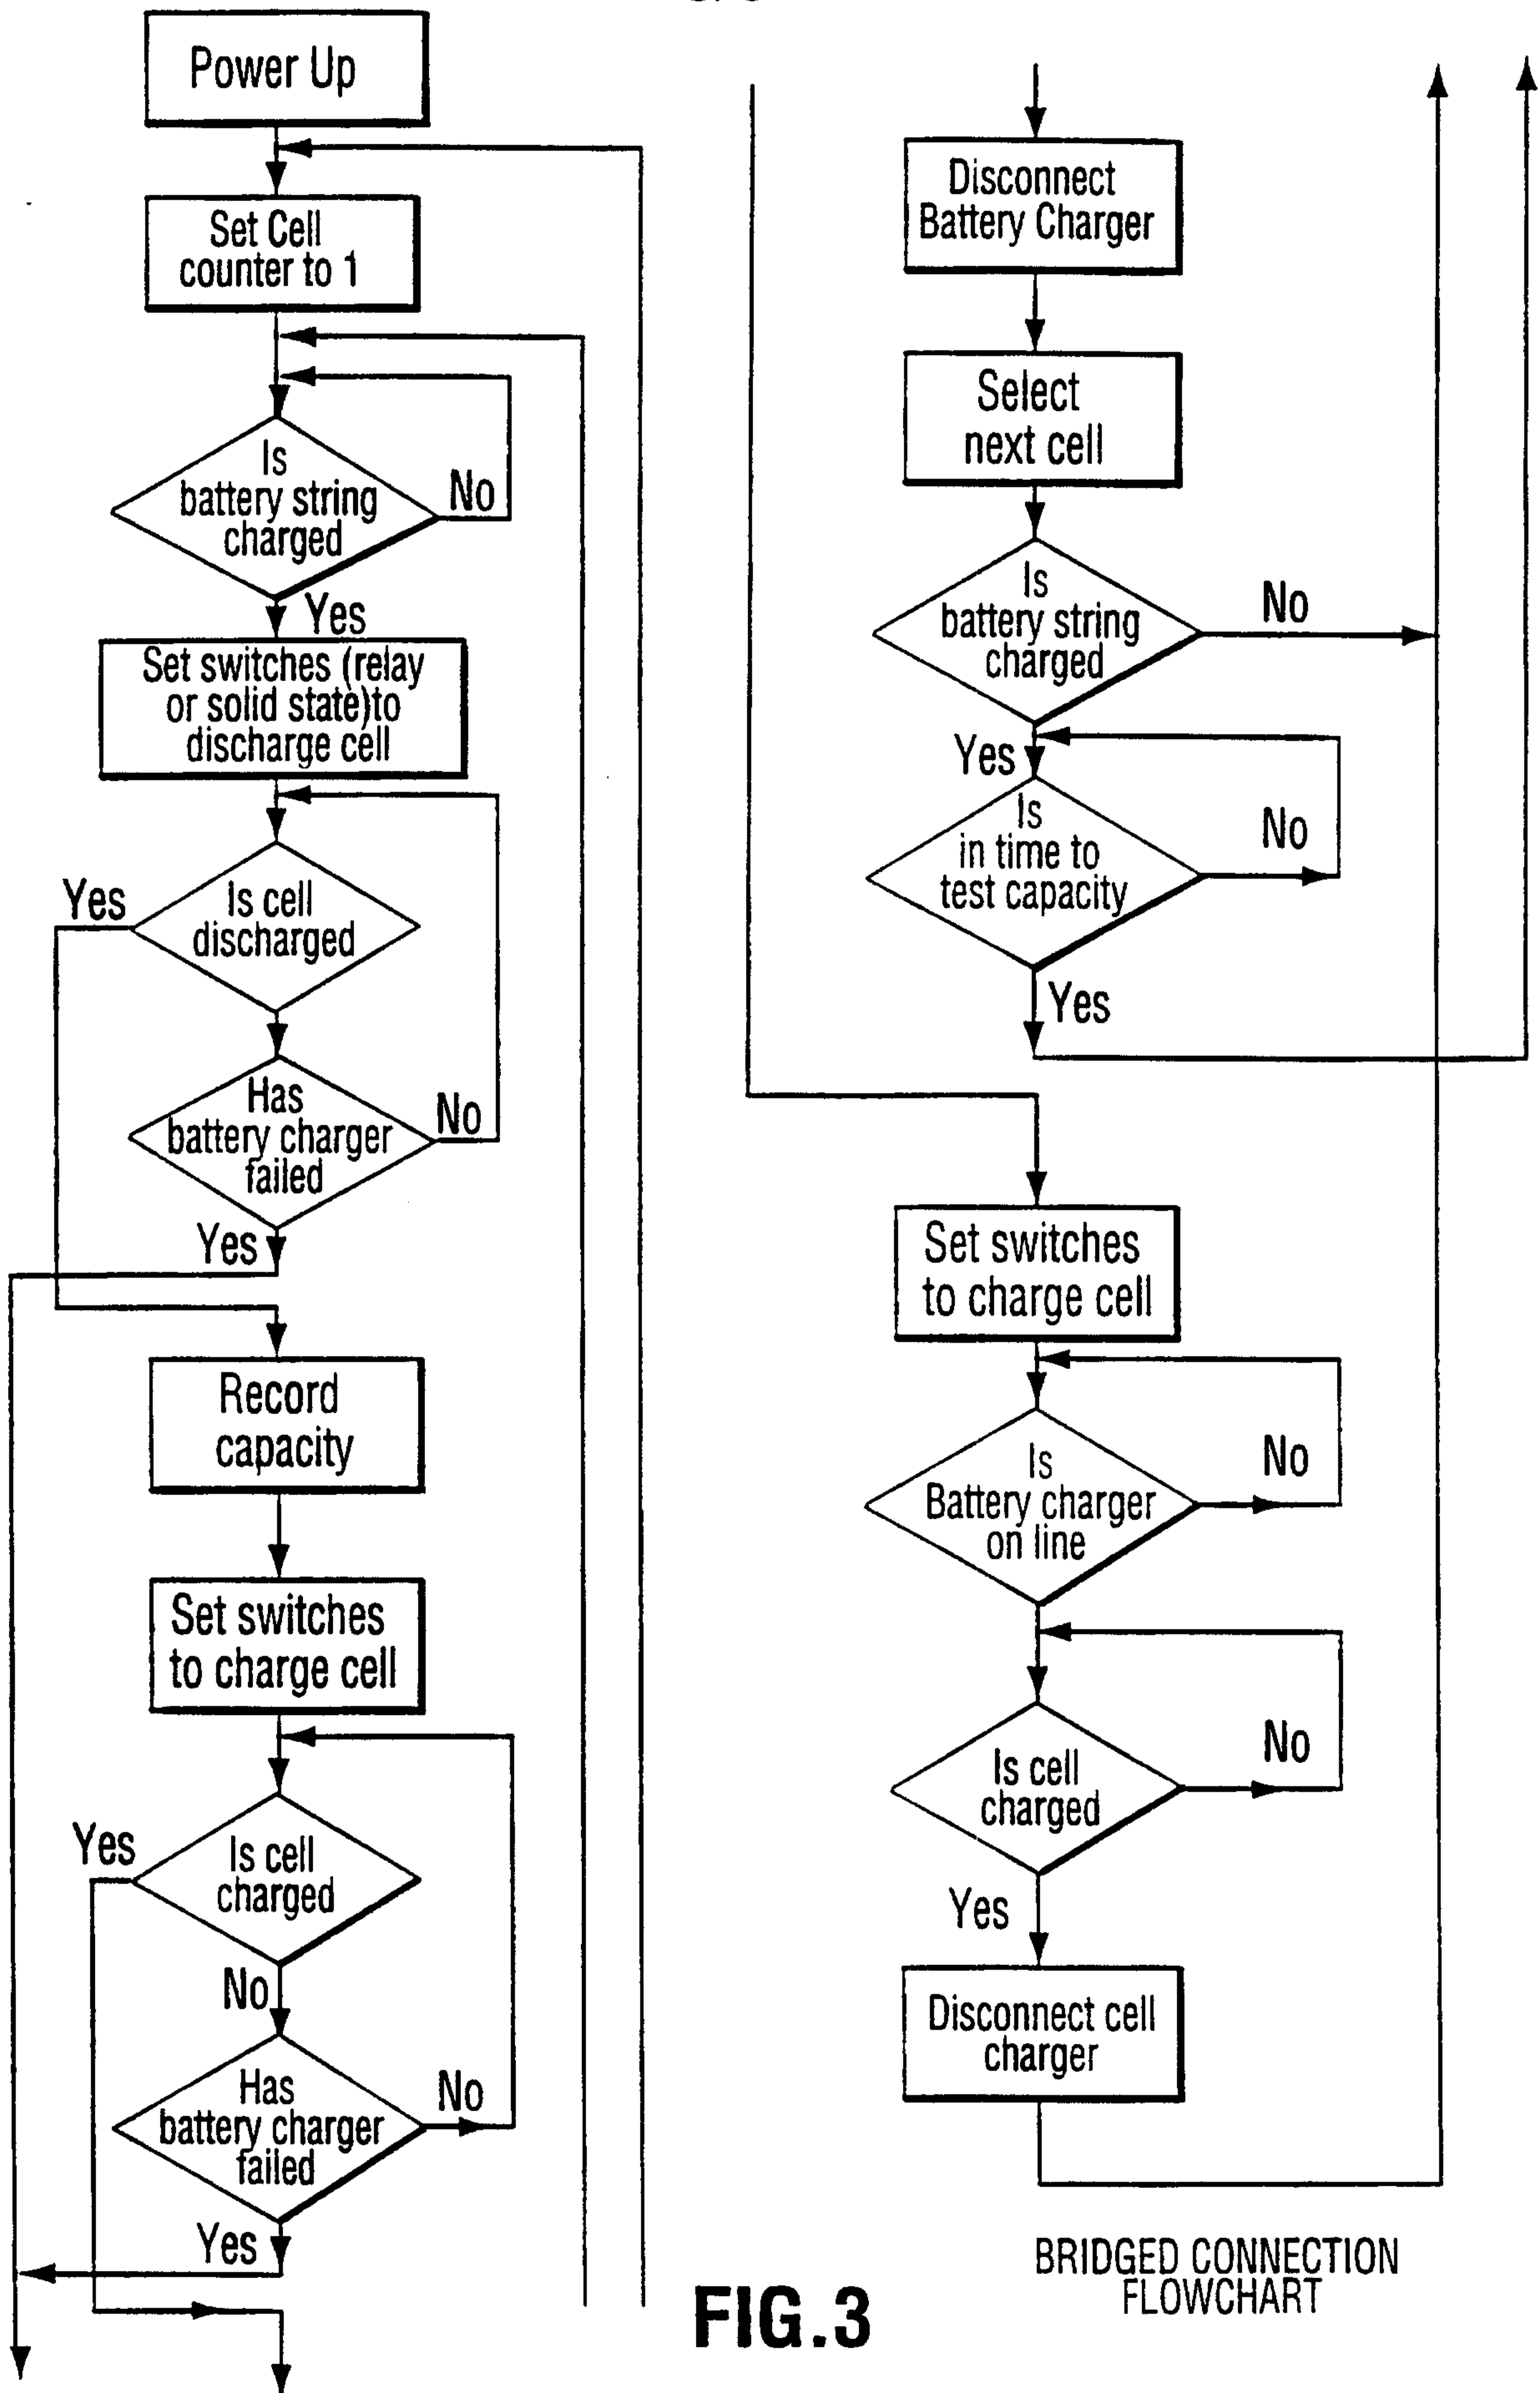 Power Up
Set Cell
counter to 1
Is
battery string
charged
No
Yes
Set switches (relay
or solid state)to
discharge cell
Yes
Is cell
discharged
Has
battery charger
failed
No
Yes
Record
capacity
Set switches
to charge cell
Yes
Is cell
charged
No
Has
battery charger
failed
No
Yes
Disconnect
Battery Charger
Select
next cell
Is
battery string
charged
No
Yes
Is
in time to
test capacity
No
Yes
Set switches
to charge cell
Is
Battery charger
on line
No
Is cell
charged
No
Yes
Disconnect cell
charger
BRIDGED CONNECTION
FLOWCHART
FIG.3